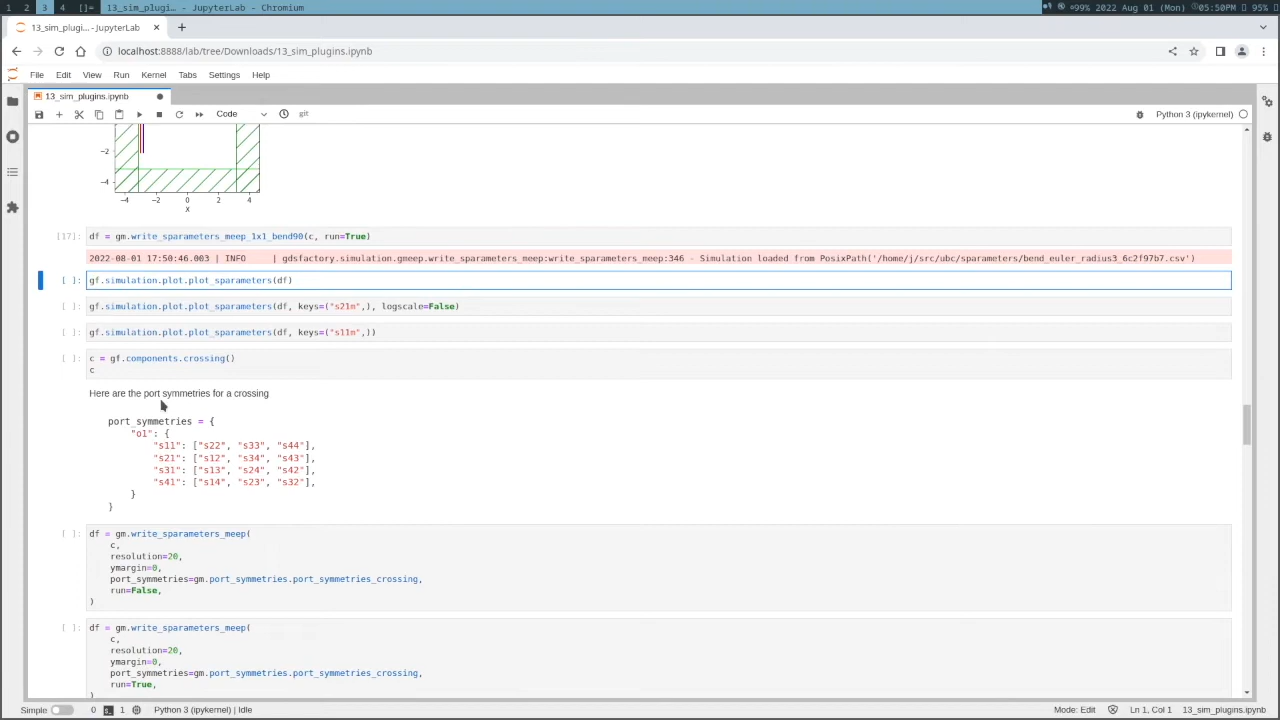 1 2 3 4 []= 13_sim_plugi… - JupyterLab - Chromium
99% 2022 Aug 01 (Mon) 05:50PM 95%
13_sim_plugi… - JupyterLab
localhost:8888/lab/tree/Downloads/13_sim_plugins.ipynb
File Edit View Run Kernel Tabs Settings Help
13_sim_plugins.ipynb
Code git Python 3 (ipykernel)
−2
−4
−4 −2 0 2 4
x
[17]: df = gm.write_sparameters_meep_1x1_bend90(c, run=True)
2022-08-01 17:50:46.003 | INFO     | gdsfactory.simulation.gmeep.write_sparameters_meep:write_sparameters_meep:346 - Simulation loaded from PosixPath('/home/j/src/ubc/sparameters/bend_euler_radius3_6c2f97b7.csv')
[ ]: gf.simulation.plot.plot_sparameters(df)
[ ]: gf.simulation.plot.plot_sparameters(df, keys=("s21m",), logscale=False)
[ ]: gf.simulation.plot.plot_sparameters(df, keys=("s11m",))
[ ]: c = gf.components.crossing()
c
Here are the port symmetries for a crossing
port_symmetries = {
    "o1": {
        "s11": ["s22", "s33", "s44"],
        "s21": ["s12", "s34", "s43"],
        "s31": ["s13", "s24", "s42"],
        "s41": ["s14", "s23", "s32"],
    }
}
[ ]: df = gm.write_sparameters_meep(
    c,
    resolution=20,
    ymargin=0,
    port_symmetries=gm.port_symmetries.port_symmetries_crossing,
    run=False,
)
[ ]: df = gm.write_sparameters_meep(
    c,
    resolution=20,
    ymargin=0,
    port_symmetries=gm.port_symmetries.port_symmetries_crossing,
    run=True,
)
Simple 0 1 Python 3 (ipykernel) | Idle Mode: Edit Ln 1, Col 1 13_sim_plugins.ipynb